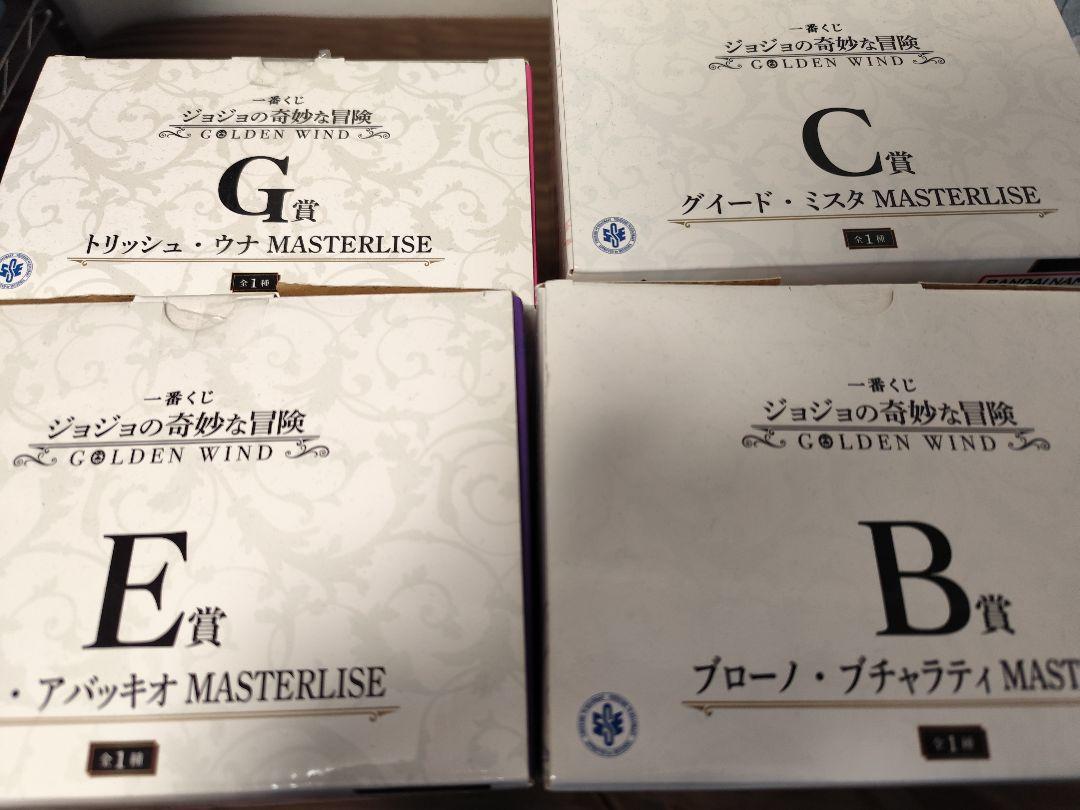 一番くじ
ジョジョの奇妙な冒険
GOLDEN WIND
G賞
トリッシュ・ウナ MASTERLISE
全1種
一番くじ
ジョジョの奇妙な冒険
GOLDEN WIND
C賞
グイード・ミスタ MASTERLISE
全1種
BANDAI NAM
一番くじ
ジョジョの奇妙な冒険
GOLDEN WIND
E賞
・アバッキオ MASTERLISE
全1種
一番くじ
ジョジョの奇妙な冒険
GOLDEN WIND
B賞
ブローノ・ブチャラティ MAST
全1種